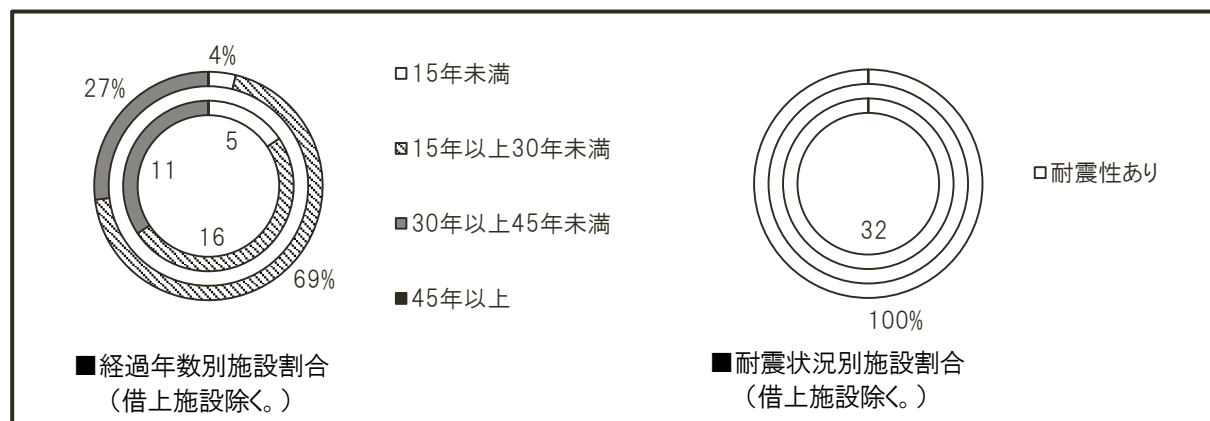 4%
27%
5
11
16
69%
□15年未満
15年以上30年未満
■30年以上45年未満
■45年以上
■経過年数別施設割合
（借上施設除く。）
32
100%
□耐震性あり
■耐震状況別施設割合
（借上施設除く。）